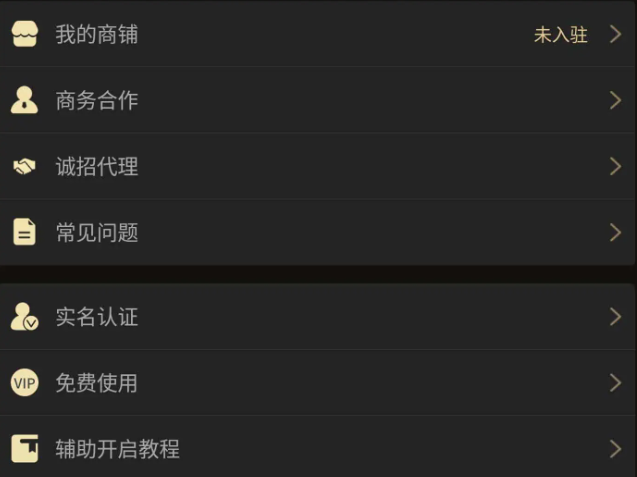 我的商铺 未入驻
商务合作
诚招代理
常见问题
实名认证
VIP 免费使用
辅助开启教程